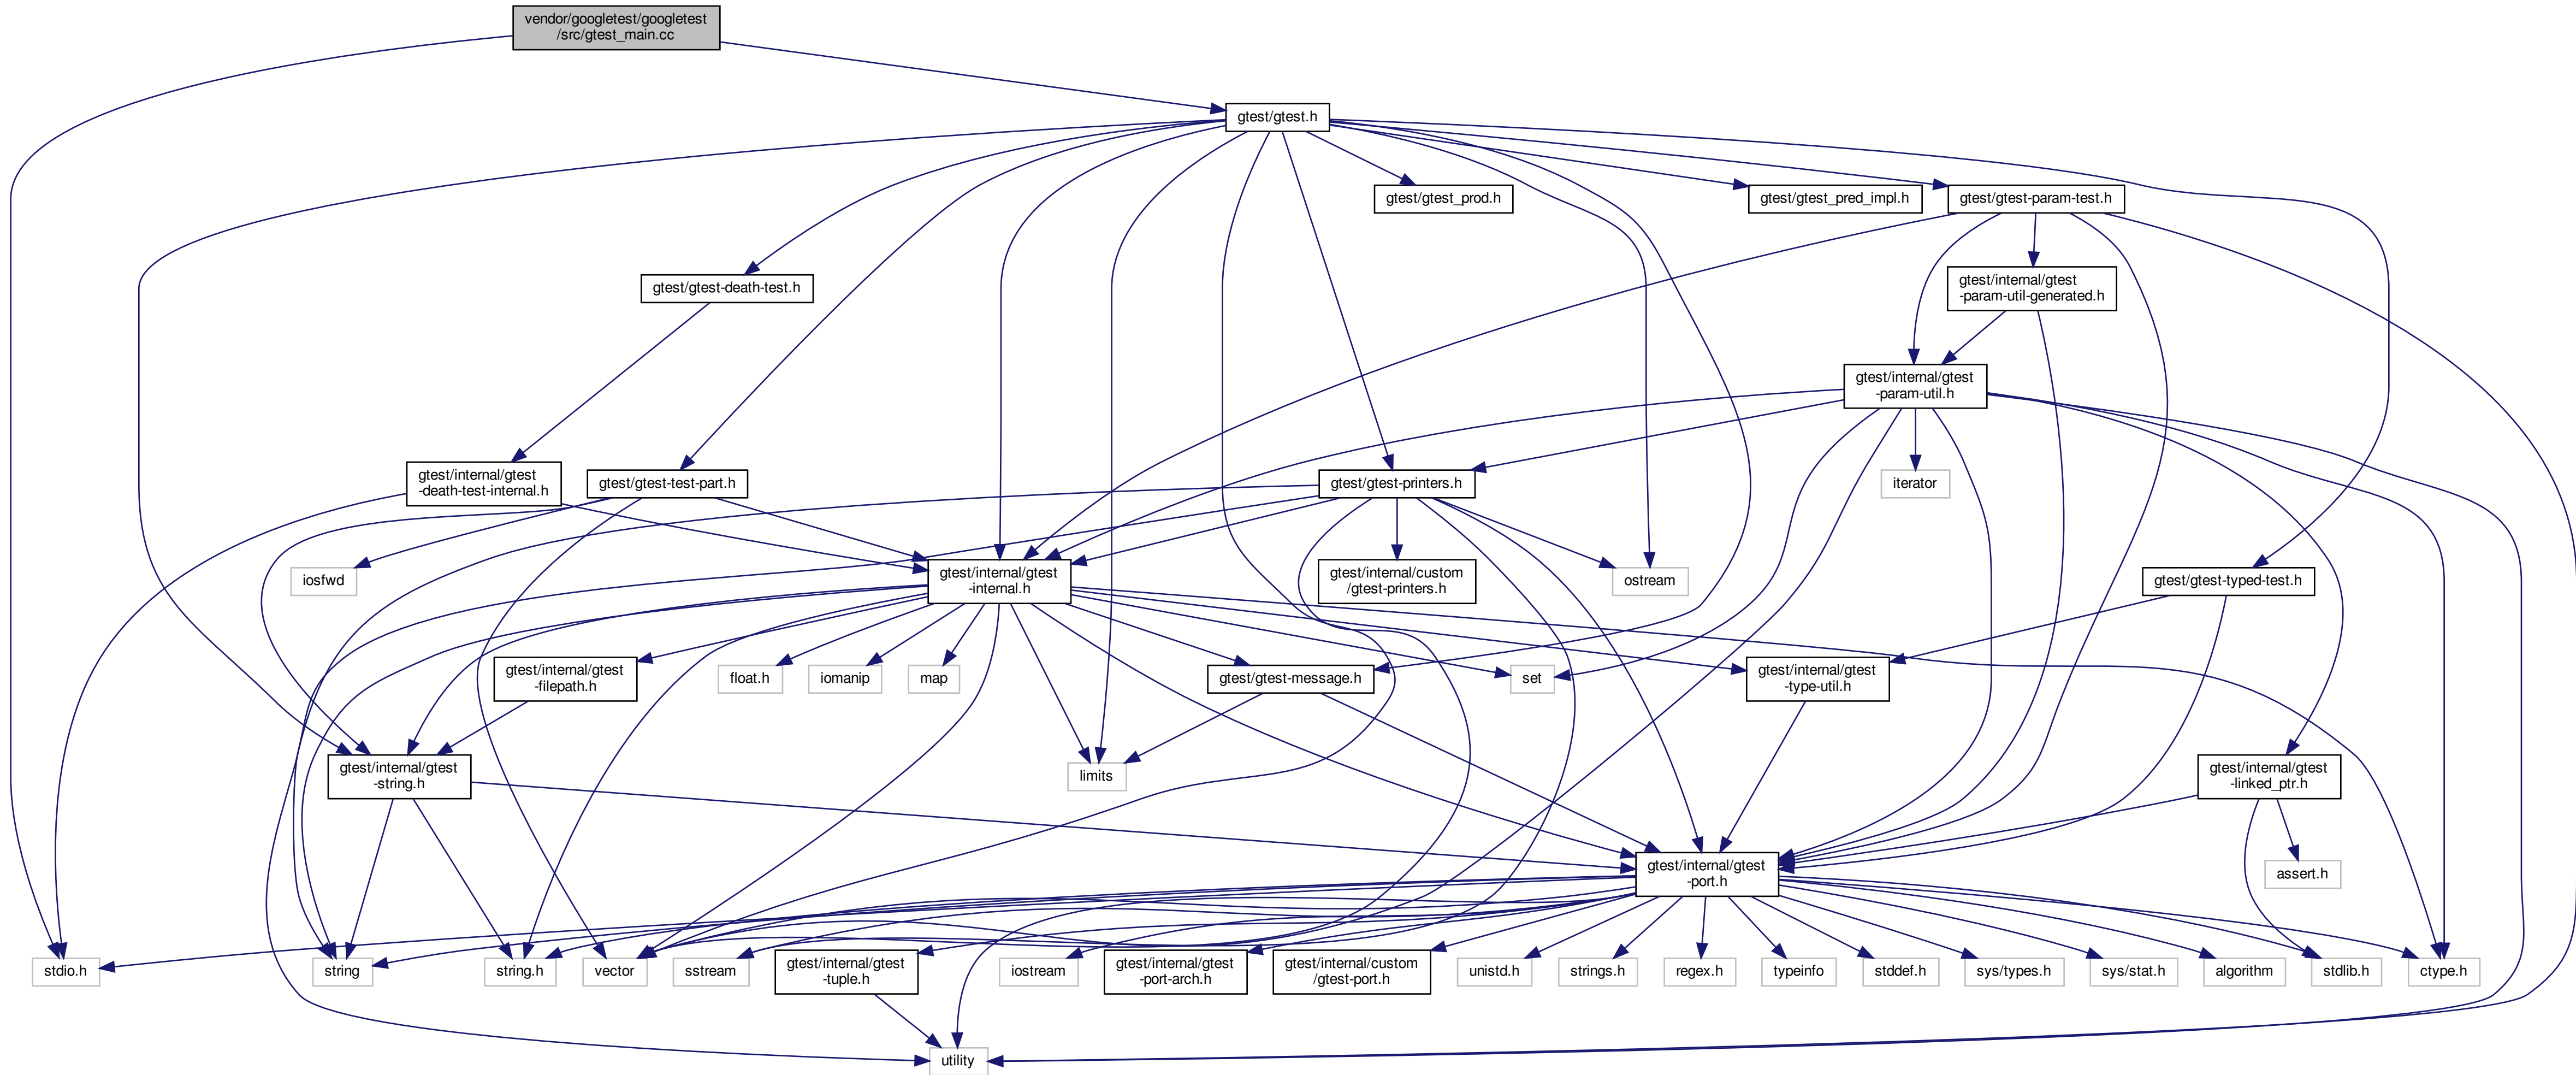 vendor/googletest/googletest
/src/gtest_main.cc
gtest/gtest.h
gtest/gtest_prod.h
gtest/gtest_pred_impl.h
gtest/gtest-param-test.h
gtest/gtest-death-test.h
gtest/internal/gtest
-param-util-generated.h
gtest/internal/gtest
-param-util.h
gtest/internal/gtest
-death-test-internal.h
gtest/gtest-test-part.h
gtest/gtest-printers.h
iterator
iosfwd
gtest/internal/gtest
-internal.h
gtest/internal/custom
/gtest-printers.h
ostream
gtest/gtest-typed-test.h
gtest/internal/gtest
-filepath.h
float.h
iomanip
map
gtest/gtest-message.h
set
gtest/internal/gtest
-type-util.h
gtest/internal/gtest
-string.h
limits
gtest/internal/gtest
-linked_ptr.h
gtest/internal/gtest
-port.h
assert.h
stdio.h
string
string.h
vector
sstream
gtest/internal/gtest
-tuple.h
iostream
gtest/internal/gtest
-port-arch.h
gtest/internal/custom
/gtest-port.h
unistd.h
strings.h
regex.h
typeinfo
stddef.h
sys/types.h
sys/stat.h
algorithm
stdlib.h
ctype.h
utility